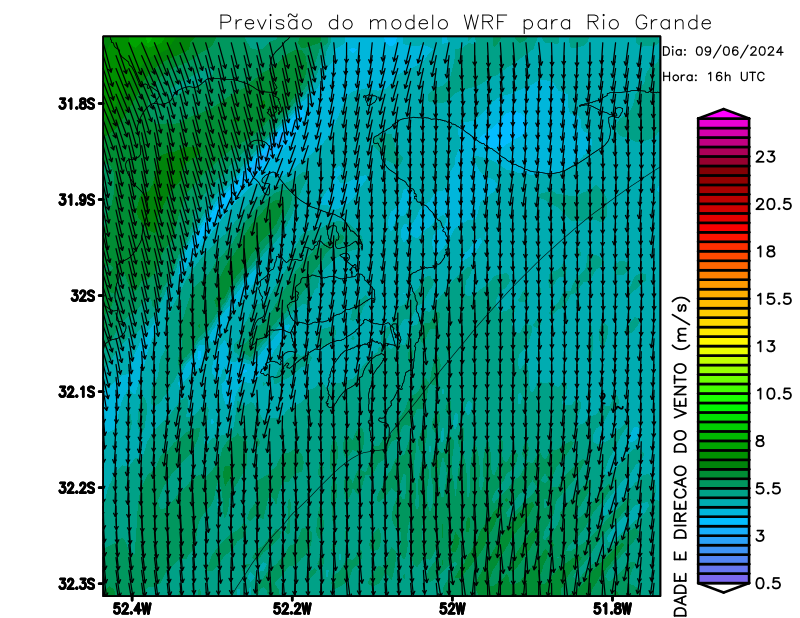 Previsão do modelo WRF para Rio Grande
Dia: 09/06/2024
Hora: 16h UTC
31.8S
31.9S
32S
32.1S
32.2S
32.3S
52.4W
52.2W
52W
51.8W
23
20.5
18
15.5
13
10.5
8
5.5
3
0.5
DADE E DIRECAO DO VENTO (m/s)